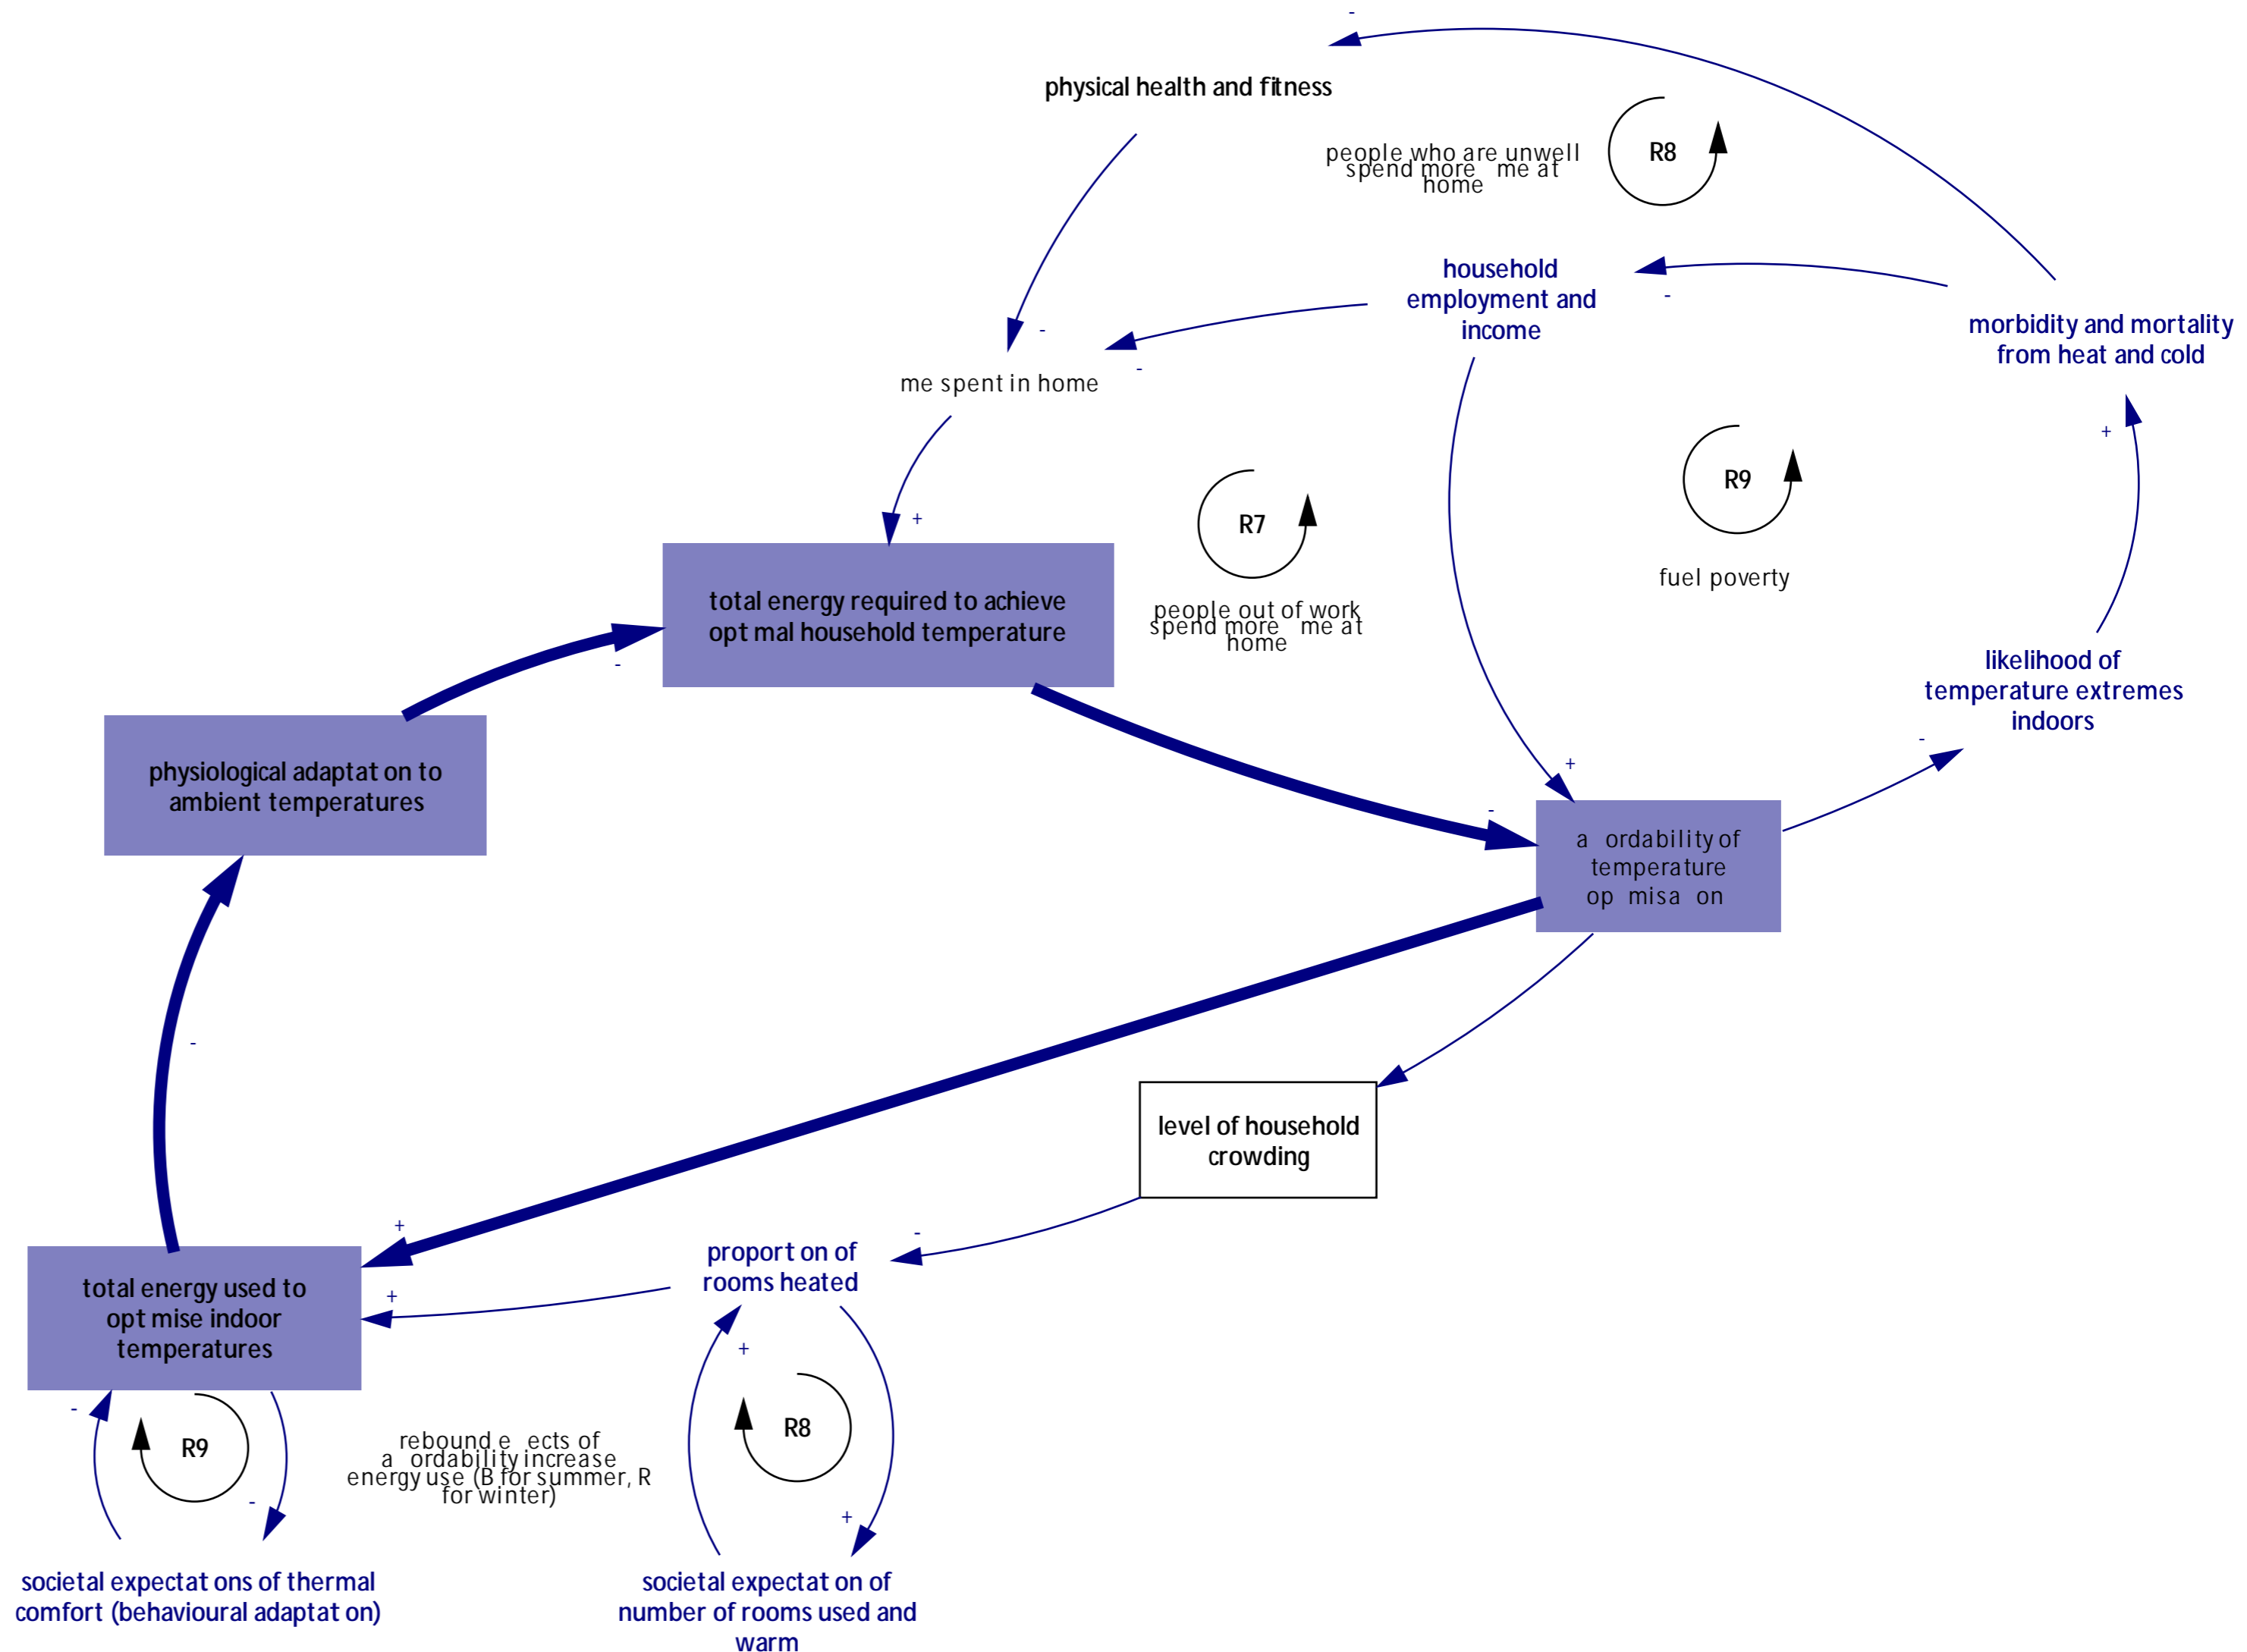 -
physical health and fitness
people who are unwell
spend more me at
home
R8
household
employment and
income
-
morbidity and mortality
from heat and cold
-
-
me spent in home
+
R9
R7
+
fuel poverty
total energy required to achieve
opt mal household temperature
people out of work
spend more me at
home
-
likelihood of
temperature extremes
indoors
-
physiological adaptat on to
ambient temperatures
+
-
a ordability of
temperature
op misa on
-
level of household
crowding
+
-
proport on of
rooms heated
total energy used to
opt mise indoor
temperatures
+
+
-
R9
R8
rebound e ects of
a ordability increase
energy use (B for summer, R
for winter)
-
+
societal expectat ons of thermal
comfort (behavioural adaptat on)
societal expectat on of
number of rooms used and
warm